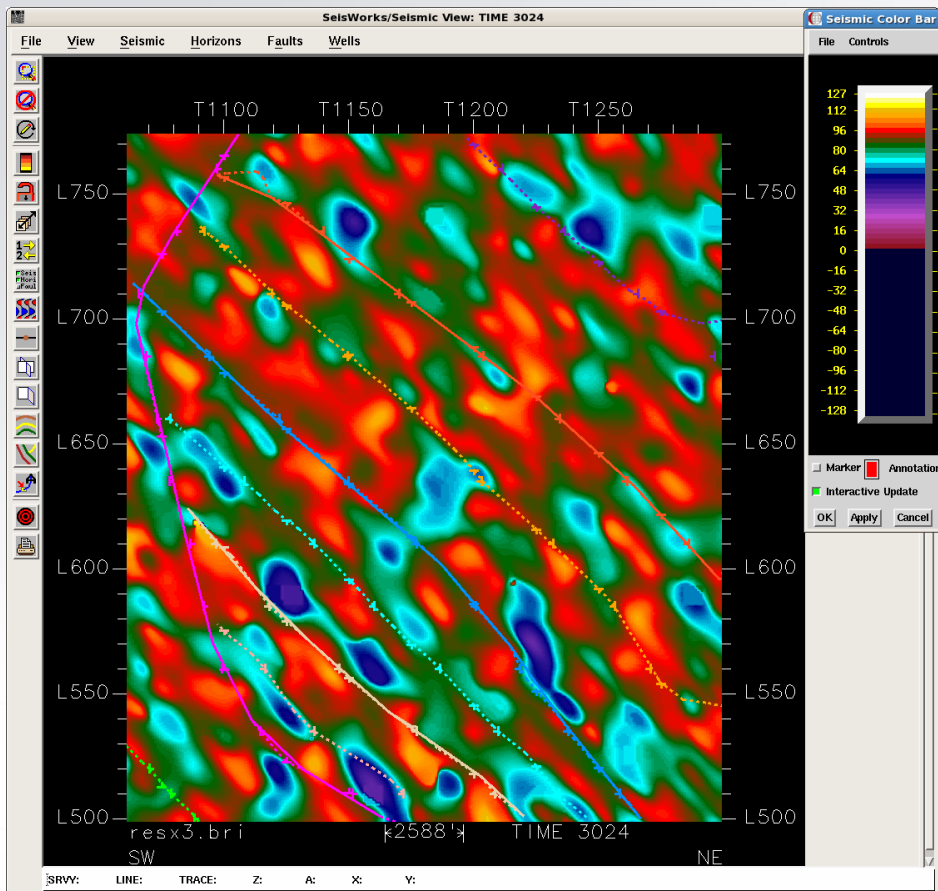 SeisWorks/Seismic View: TIME 3024
File View Seismic Horizons Faults Wells
T1100 T1150 T1200 T1250
L750 L750
L700 L700
L650 L650
L600 L600
L550 L550
L500 L500
resx3.bri <2588'> TIME 3024
SW NE
SRVY: LINE: TRACE: Z: A: X: Y:
Seismic Color Bar
File Controls
127
112
96
80
64
48
32
16
0
-16
-32
-48
-64
-80
-96
-112
-128
Marker Annotation
Interactive Update
OK Apply Cancel